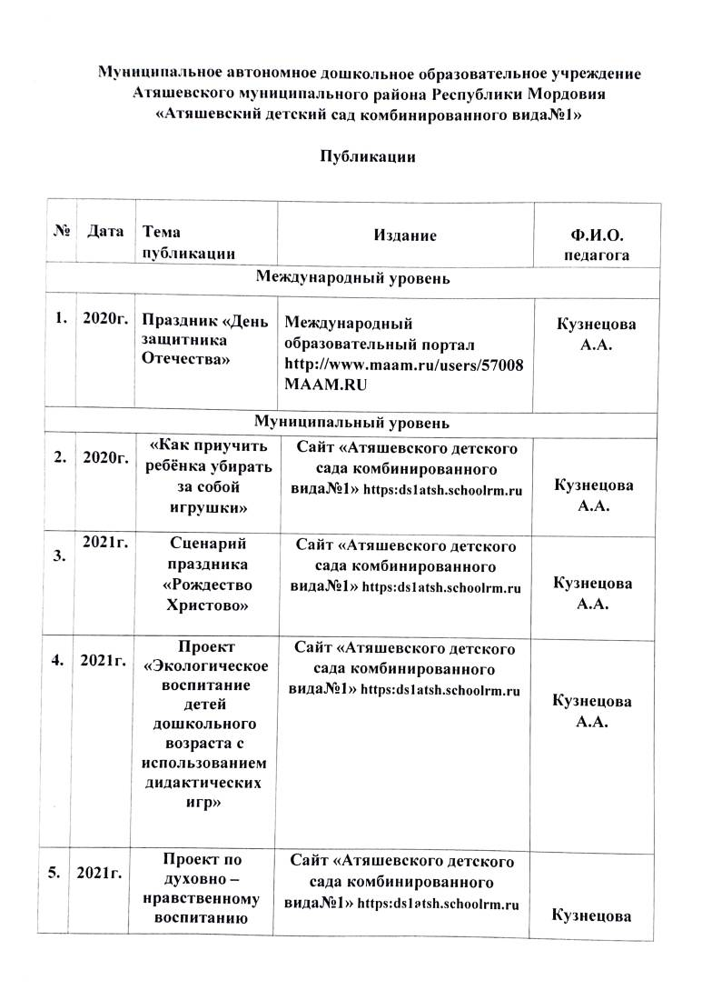 Муниципальное автономное дошкольное образовательное учреждение
Атяшевского муниципального района Республики Мордовия
«Атяшевский детский сад комбинированного вида№1»
Публикации
№ Дата Тема публикации Издание Ф.И.О. педагога
Международный уровень
1. 2020г. Праздник «День
защитника
Отечества»
Международный
образовательный портал
http://www.maam.ru/users/57008
MAAM.RU
Кузнецова
А.А.
Муниципальный уровень
2. 2020г.
«Как приучить
ребёнка убирать
за собой
игрушки»
Сайт «Атяшевского детского
сада комбинированного
вида№1» https:ds1atsh.schoolrm.ru
Кузнецова
А.А.
3. 2021г.
Сценарий
праздника
«Рождество
Христово»
Сайт «Атяшевского детского
сада комбинированного
вида№1» https:ds1atsh.schoolrm.ru
Кузнецова
А.А.
4. 2021г.
Проект
«Экологическое
воспитание
детей
дошкольного
возраста с
использованием
дидактических
игр»
Сайт «Атяшевского детского
сада комбинированного
вида№1» https:ds1atsh.schoolrm.ru
Кузнецова
А.А.
5. 2021г.
Проект по
духовно –
нравственному
воспитанию
Сайт «Атяшевского детского
сада комбинированного
вида№1» https:ds1atsh.schoolrm.ru
Кузнецова